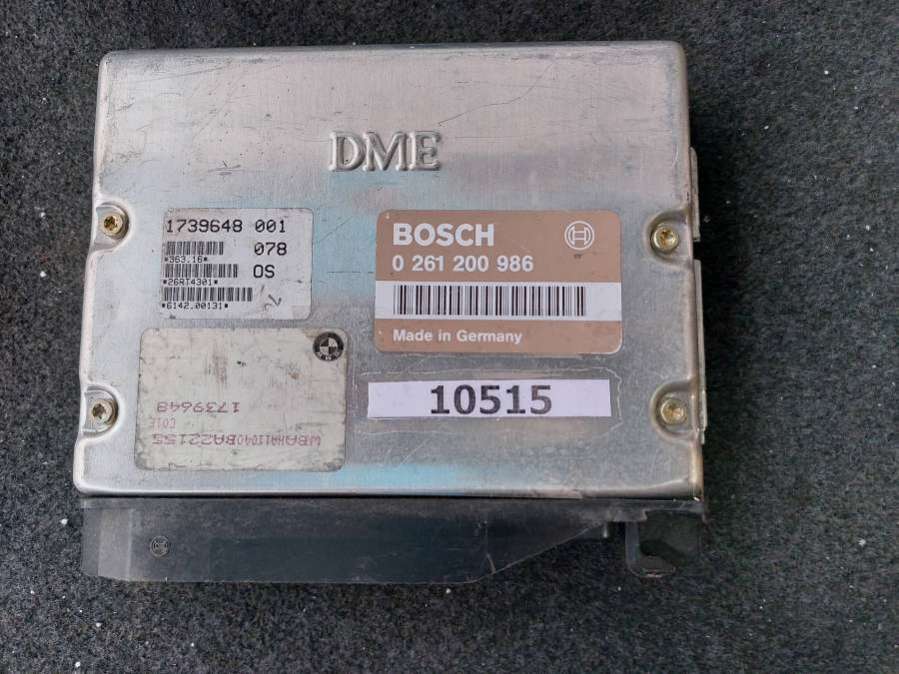 DME
1739648 001
078
*363.16*
OS
*26RT4301*
*6142.00131*
BOSCH
0 261 200 986
Made in Germany
10515
1739648
C01E